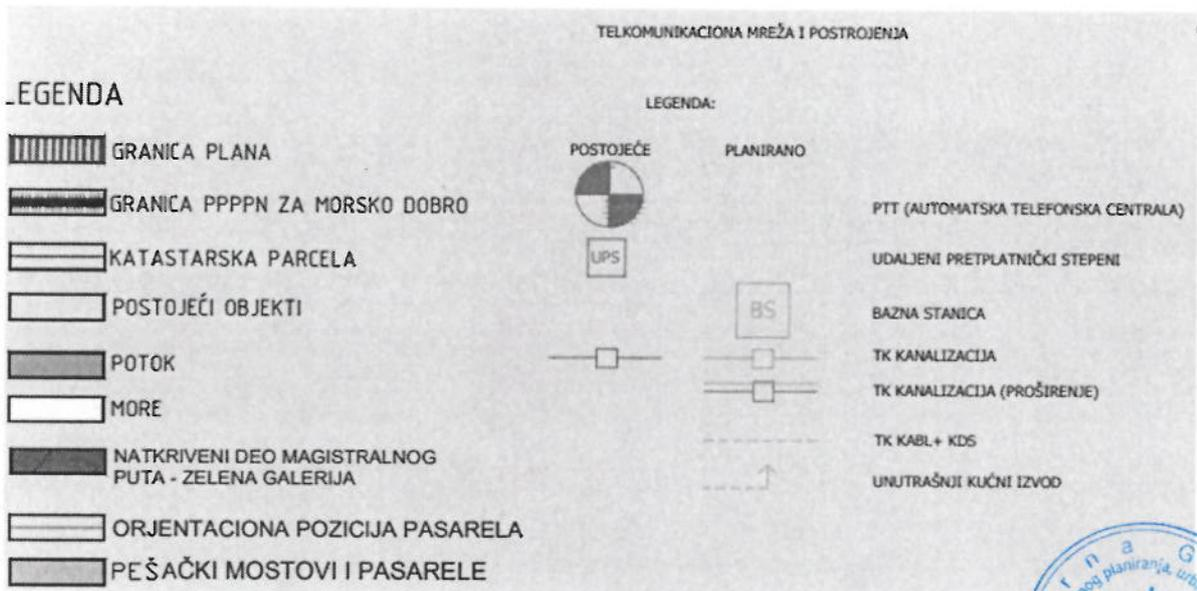 TELKOMUNIKACIONA MREŽA I POSTROJENJA
LEGENDA
GRANICA PLANA
GRANICA PPPPN ZA MORSKO DOBRO
KATASTARSKA PARCELA
POSTOJEĆI OBJEKTI
POTOK
MORE
NATKRIVENI DEO MAGISTRALNOG
PUTA - ZELENA GALERIJA
ORJENTACIONA POZICIJA PASARELA
PEŠAČKI MOSTOVI I PASARELE
LEGENDA:
POSTOJEĆE PLANIRANO
PTT (AUTOMATSKA TELEFONSKA CENTRALA)
UPS UDALJENI PRETPLATNIČKI STEPENI
BS BAZNA STANICA
TK KANALIZACIJA
TK KANALIZACIJA (PROŠIRENJE)
TK KABL+ KDS
UNUTRAŠNJI KUĆNI IZVOD
planiranja,